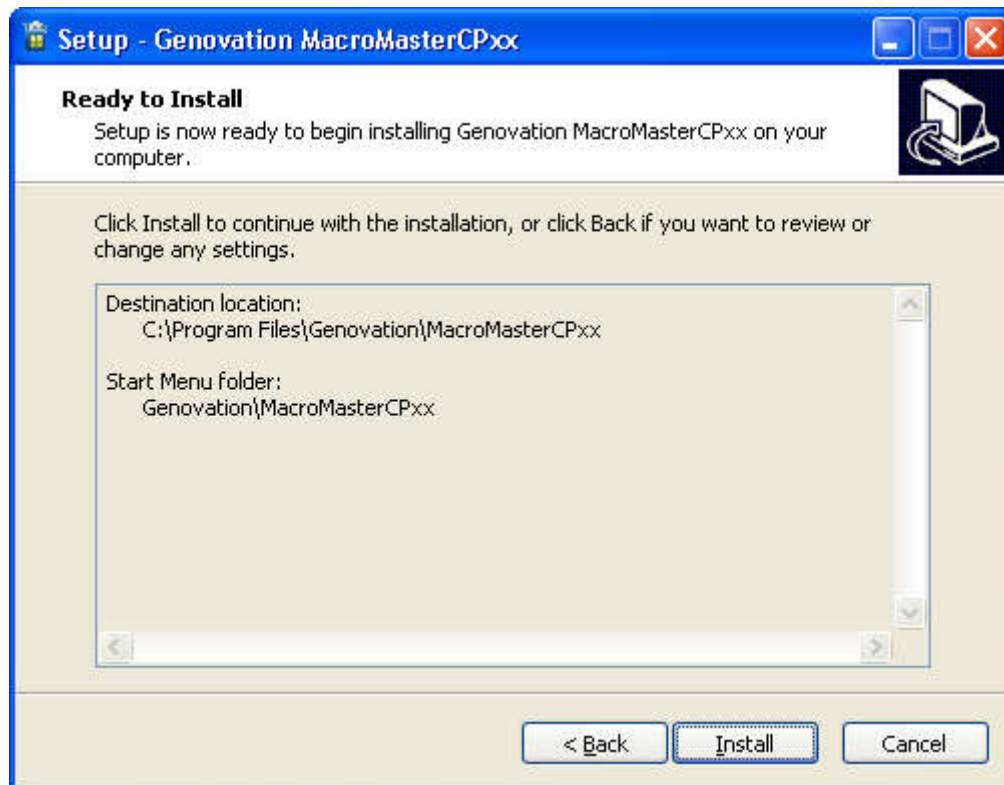 Setup - Genovation MacroMasterCPxx
Ready to Install
Setup is now ready to begin installing Genovation MacroMasterCPxx on your
computer.
Click Install to continue with the installation, or click Back if you want to review or
change any settings.
Destination location:
C:\Program Files\Genovation\MacroMasterCPxx
Start Menu folder:
Genovation\MacroMasterCPxx
< Back
Install
Cancel